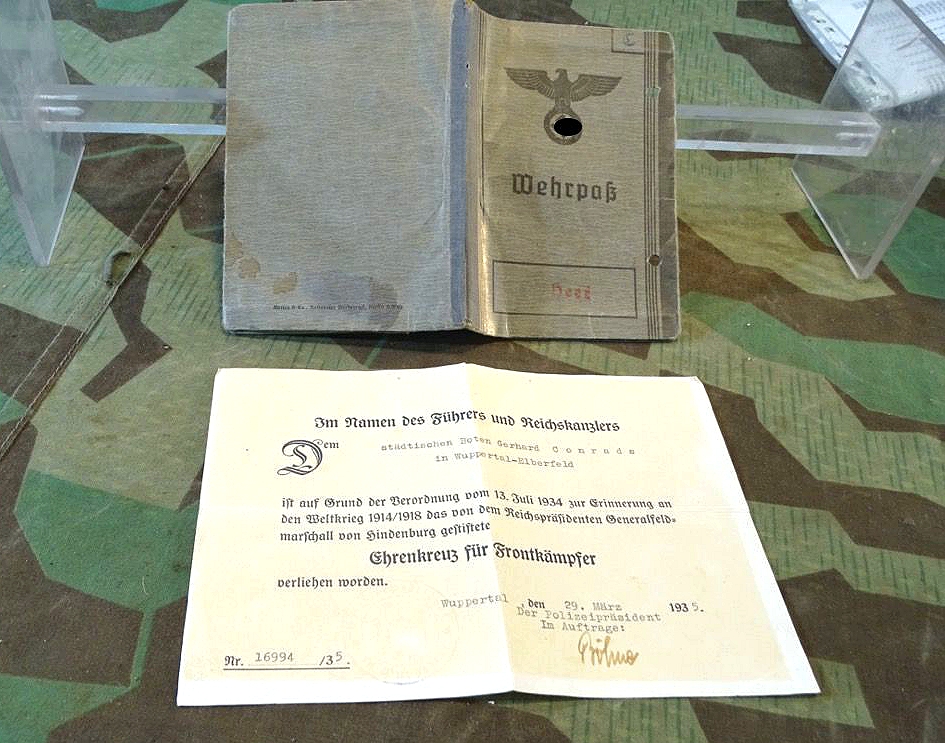 Wehrpaß
Heer
Im Namen des Führers und Reichskanzlers
Dem städtischen Boten Gerhard Conrads
in Wuppertal-Elberfeld
ist auf Grund der Verordnung vom 13. Juli 1934 zur Erinnerung an
den Weltkrieg 1914/1918 das von dem Reichspräsidenten Generalfeld-
marschall von Hindenburg gestiftete
Ehrenkreuz für Frontkämpfer
verliehen worden.
Wuppertal, den 29. März 1935.
Der Polizeipräsident
Im Auftrage:
Nr. 16994 /35.